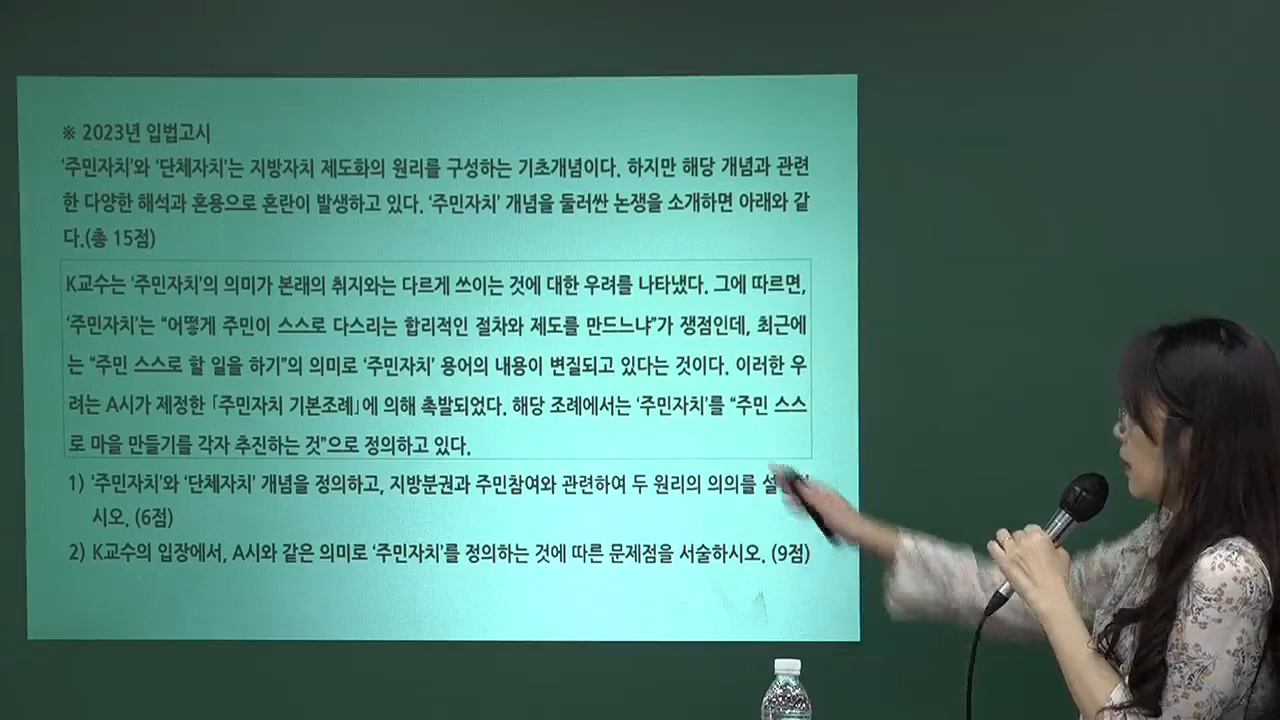 ※ 2023년 입법고시
‘주민자치’와 ‘단체자치’는 지방자치 제도화의 원리를 구성하는 기초개념이다. 하지만 해당 개념과 관련
한 다양한 해석과 혼용으로 혼란이 발생하고 있다. ‘주민자치’ 개념을 둘러싼 논쟁을 소개하면 아래와 같
다.(총 15점)
K교수는 ‘주민자치’의 의미가 본래의 취지와는 다르게 쓰이는 것에 대한 우려를 나타냈다. 그에 따르면,
‘주민자치’는 “어떻게 주민이 스스로 다스리는 합리적인 절차와 제도를 만드느냐”가 쟁점인데, 최근에
는 “주민 스스로 할 일을 하기”의 의미로 ‘주민자치’ 용어의 내용이 변질되고 있다는 것이다. 이러한 우
려는 A시가 제정한 「주민자치 기본조례」에 의해 촉발되었다. 해당 조례에서는 ‘주민자치’를 “주민 스스
로 마을 만들기를 각자 추진하는 것”으로 정의하고 있다.
1) ‘주민자치’와 ‘단체자치’ 개념을 정의하고, 지방분권과 주민참여와 관련하여 두 원리의 의의를
시오. (6점)
2) K교수의 입장에서, A시와 같은 의미로 ‘주민자치’를 정의하는 것에 따른 문제점을 서술하시오. (9점)